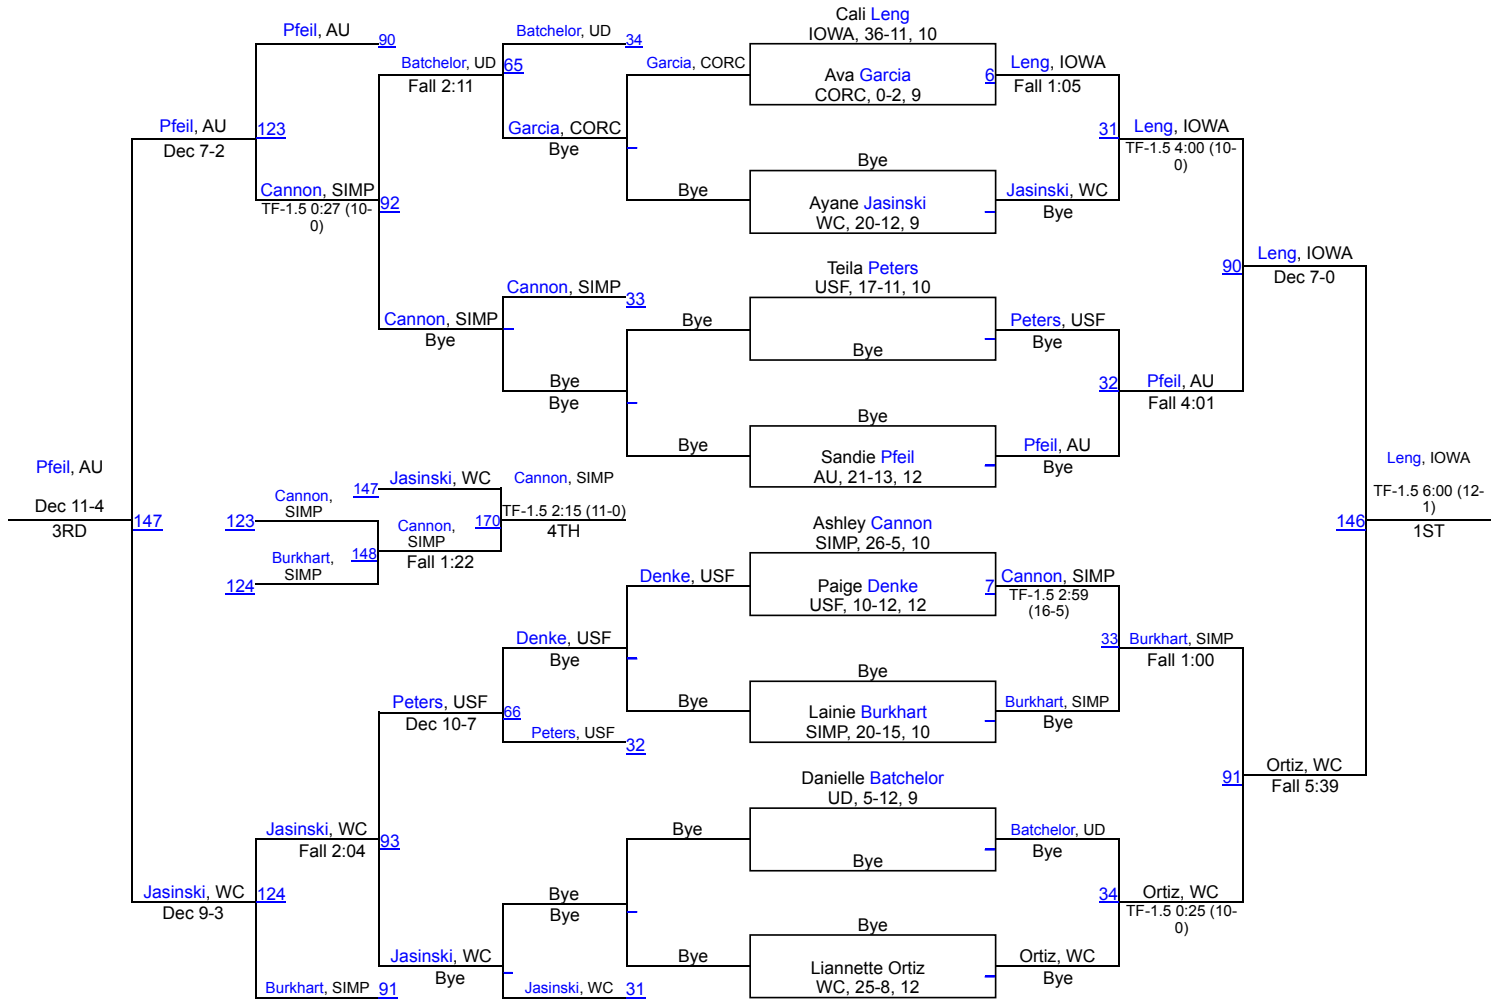 Cali Leng
IOWA, 36-11, 10
Pfeil, AU
90
Batchelor, UD
34
Batchelor, UD
65
Fall 2:11
Garcia, CORC
Ava Garcia
CORC, 0-2, 9
6
Leng, IOWA
Fall 1:05
Pfeil, AU
123
Dec 7-2
Garcia, CORC
Bye
31
Leng, IOWA
TF-1.5 4:00 (10-
0)
Cannon, SIMP
TF-1.5 0:27 (10-
0)
92
Bye
Bye
Ayane Jasinski
WC, 20-12, 9
Jasinski, WC
Bye
Teila Peters
USF, 17-11, 10
90
Leng, IOWA
Dec 7-0
Cannon, SIMP
33
Cannon, SIMP
Bye
Bye
Bye
Peters, USF
Bye
Bye
Bye
32
Pfeil, AU
Fall 4:01
Bye
Bye
Sandie Pfeil
AU, 21-13, 12
Pfeil, AU
Bye
Pfeil, AU
Dec 11-4
3RD
147
Jasinski, WC
147
Cannon, SIMP
Cannon,
SIMP
123
Cannon,
SIMP
Fall 1:22
170
TF-1.5 2:15 (11-0)
4TH
Burkhart,
SIMP
148
124
Leng, IOWA
TF-1.5 6:00 (12-
1)
146
1ST
Ashley Cannon
SIMP, 26-5, 10
Denke, USF
Paige Denke
USF, 10-12, 12
7
Cannon, SIMP
TF-1.5 2:59
(16-5)
Denke, USF
Bye
33
Burkhart, SIMP
Fall 1:00
Bye
Bye
Lainie Burkhart
SIMP, 20-15, 10
Burkhart, SIMP
Bye
Peters, USF
Dec 10-7
66
Peters, USF
32
Danielle Batchelor
UD, 5-12, 9
91
Ortiz, WC
Fall 5:39
Jasinski, WC
Fall 2:04
93
Bye
Bye
Batchelor, UD
Bye
Jasinski, WC
Dec 9-3
124
Bye
Bye
34
Ortiz, WC
TF-1.5 0:25 (10-
0)
Bye
Jasinski, WC
Bye
Bye
Liannette Ortiz
WC, 25-8, 12
Ortiz, WC
Bye
Burkhart, SIMP
91
Jasinski, WC
31